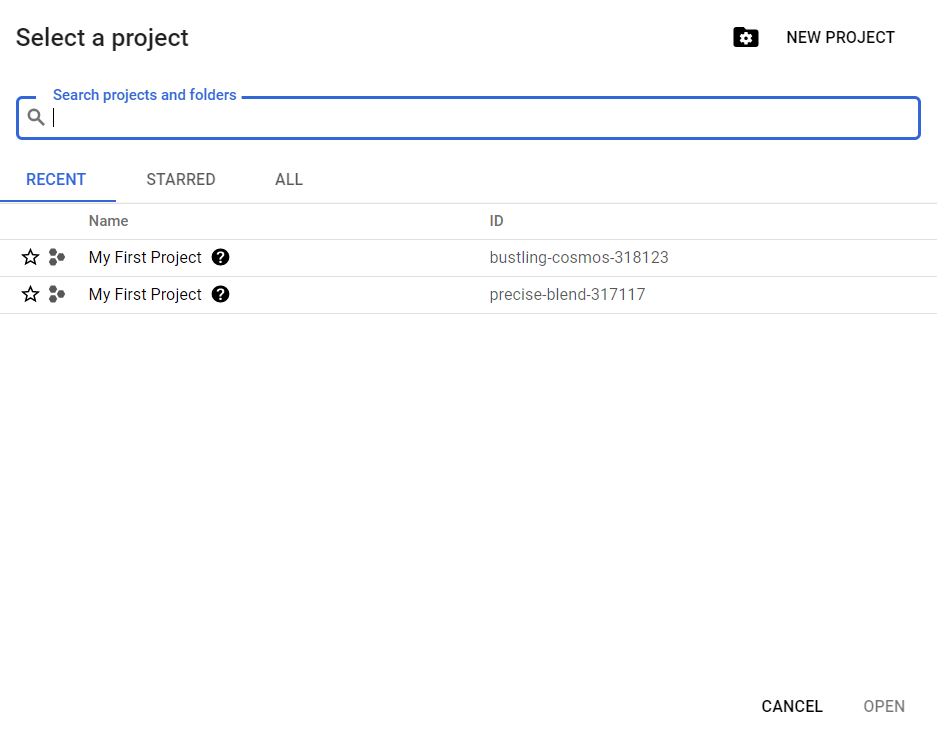 Select a project
NEW PROJECT
Search projects and folders
RECENT STARRED ALL
Name ID
My First Project bustling-cosmos-318123
My First Project precise-blend-317117
CANCEL OPEN